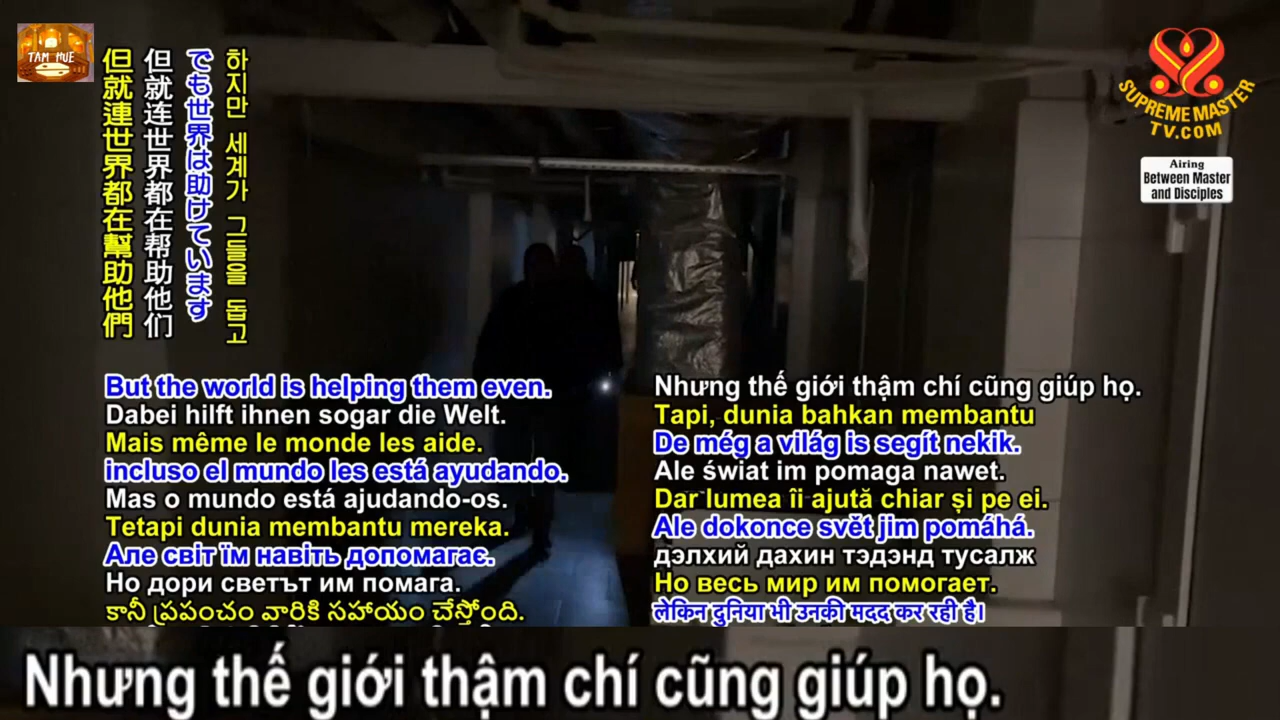 TAM HUE
但就連世界都在幫助他們
但就连世界都在帮助他们
でも世界は助けています
하지만 세계가 그들을 돕고
SUPREME MASTER
TV.COM
Airing
Between Master
and Disciples
But the world is helping them even.
Dabei hilft ihnen sogar die Welt.
Mais même le monde les aide.
incluso el mundo les está ayudando.
Mas o mundo está ajudando-os.
Tetapi dunia membantu mereka.
Але світ їм навіть допомагає.
Но дори светът им помага.
కానీ ప్రపంచం వారికి సహాయం చేస్తోంది.
Nhưng thế giới thậm chí cũng giúp họ.
Tapi, dunia bahkan membantu
De még a világ is segít nekik.
Ale świat im pomaga nawet.
Dar lumea îi ajută chiar și pe ei.
Ale dokonce svět jim pomáhá.
дэлхий дахин тэдэнд тусалж
Но весь мир им помогает.
लेकिन दुनिया भी उनकी मदद कर रही है।
Nhưng thế giới thậm chí cũng giúp họ.